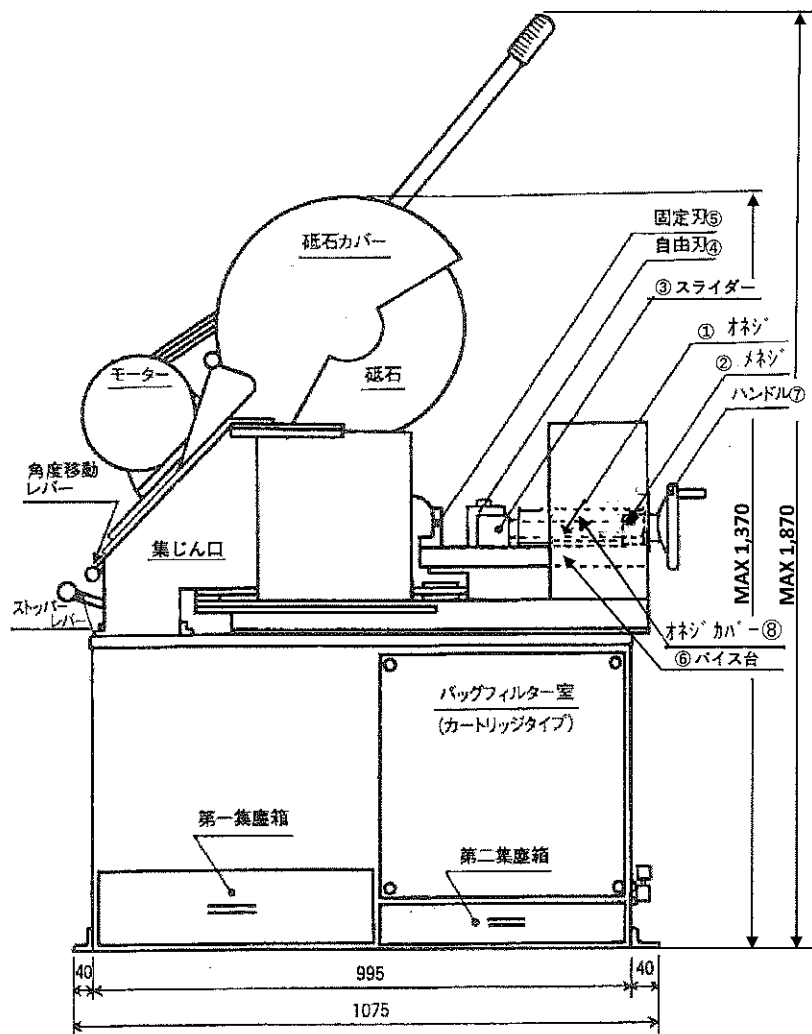 砥石カバー
固定刃⑤
自由刃④
③スライダー
① オネジ
② メネジ
ハンドル⑦
モーター
砥石
角度移動
レバー
集じん口
ストッパー
レバー
MAX 1,370
MAX 1,870
オネジカバー⑧
⑥バイス台
バッグフィルター室
(カートリッジタイプ)
第一集塵箱
第二集塵箱
40
995
40
1075